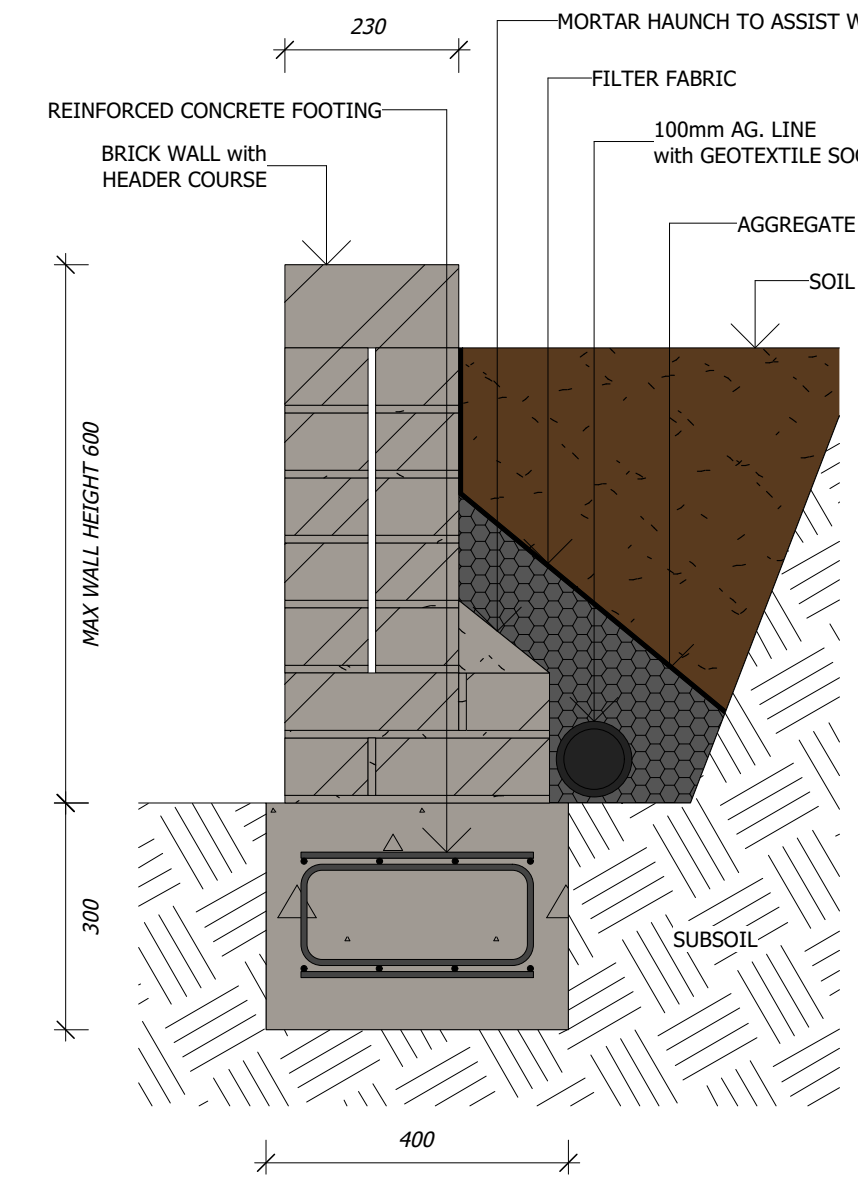 230
MORTAR HAUNCH TO ASSIST
FILTER FABRIC
REINFORCED CONCRETE FOOTING
100mm AG. LINE
with GEOTEXTILE
BRICK WALL with
HEADER COURSE
AGGREGATE
SOIL
MAX WALL HEIGHT 600
300
SUBSOIL
400